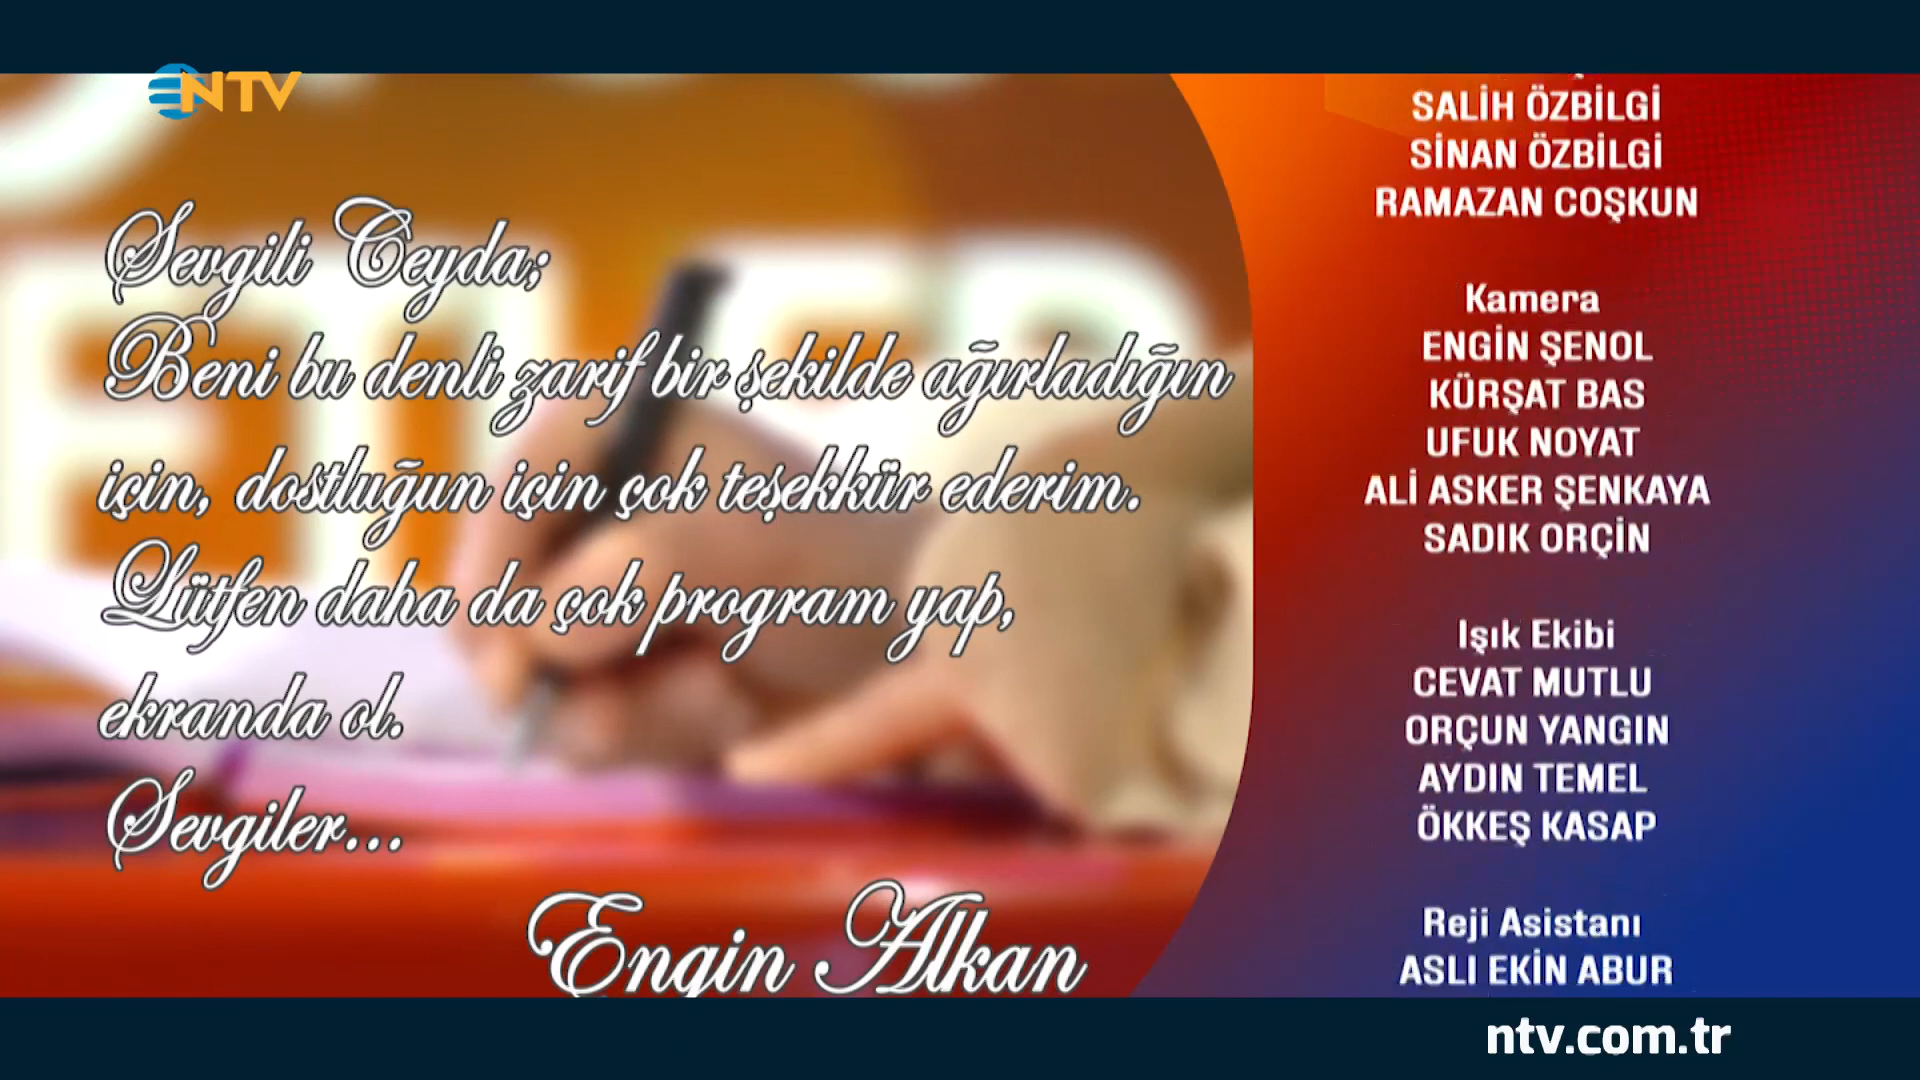 NTV
Sevgili Ceyda;
Beni bu denli zarif bir şekilde ağırladığın
için, dostluğun için çok teşekkür ederim.
Lütfen daha da çok program yap,
ekranda ol.
Sevgiler...
Engin Alkan
SALİH ÖZBİLGİ
SİNAN ÖZBİLGİ
RAMAZAN COŞKUN
Kamera
ENGİN ŞENOL
KÜRŞAT BAS
UFUK NOYAT
ALİ ASKER ŞENKAYA
SADIK ORÇİN
Işık Ekibi
CEVAT MUTLU
ORÇUN YANGIN
AYDIN TEMEL
ÖKKEŞ KASAP
Reji Asistanı
ASLI EKİN ABUR
ntv.com.tr